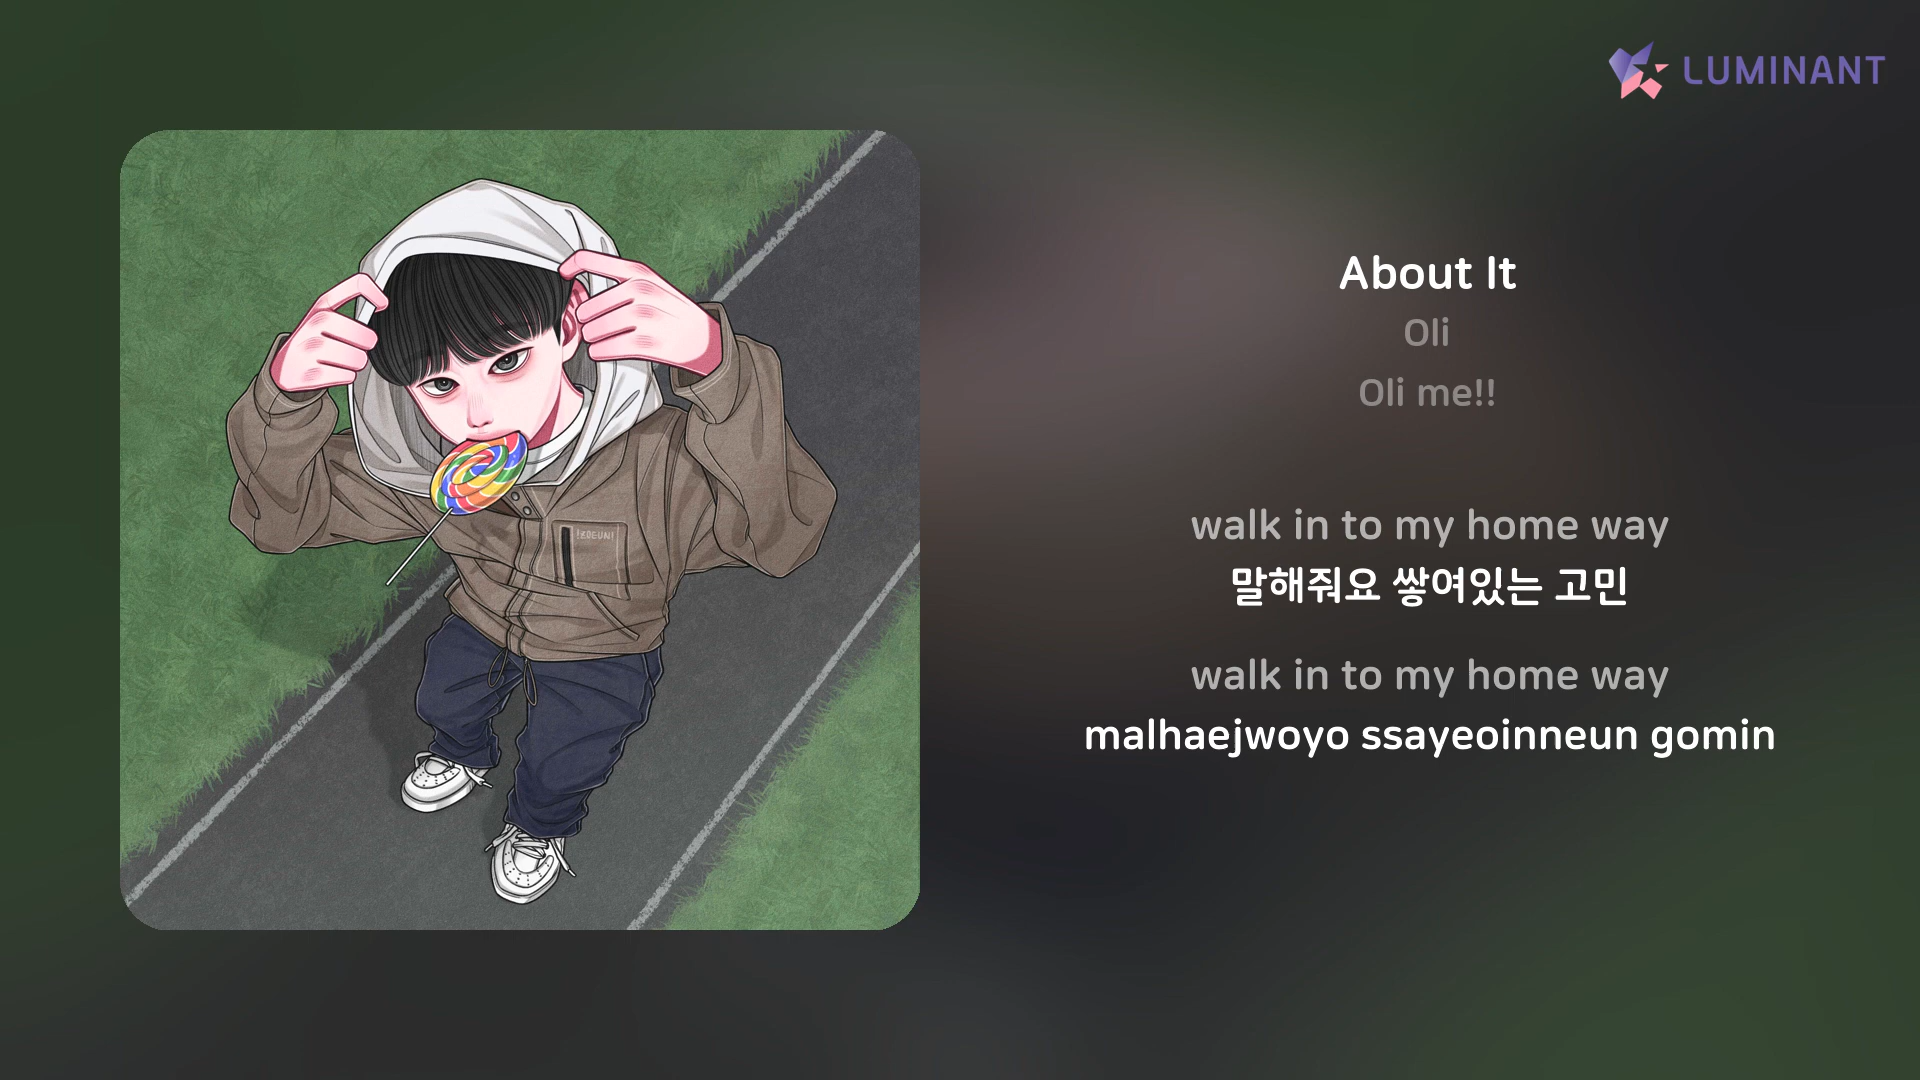 LUMINANT
About It
Oli
Oli me!!
walk in to my home way
말해줘요 쌓여있는 고민
walk in to my home way
malhaejwoyo ssayeoinneun gomin